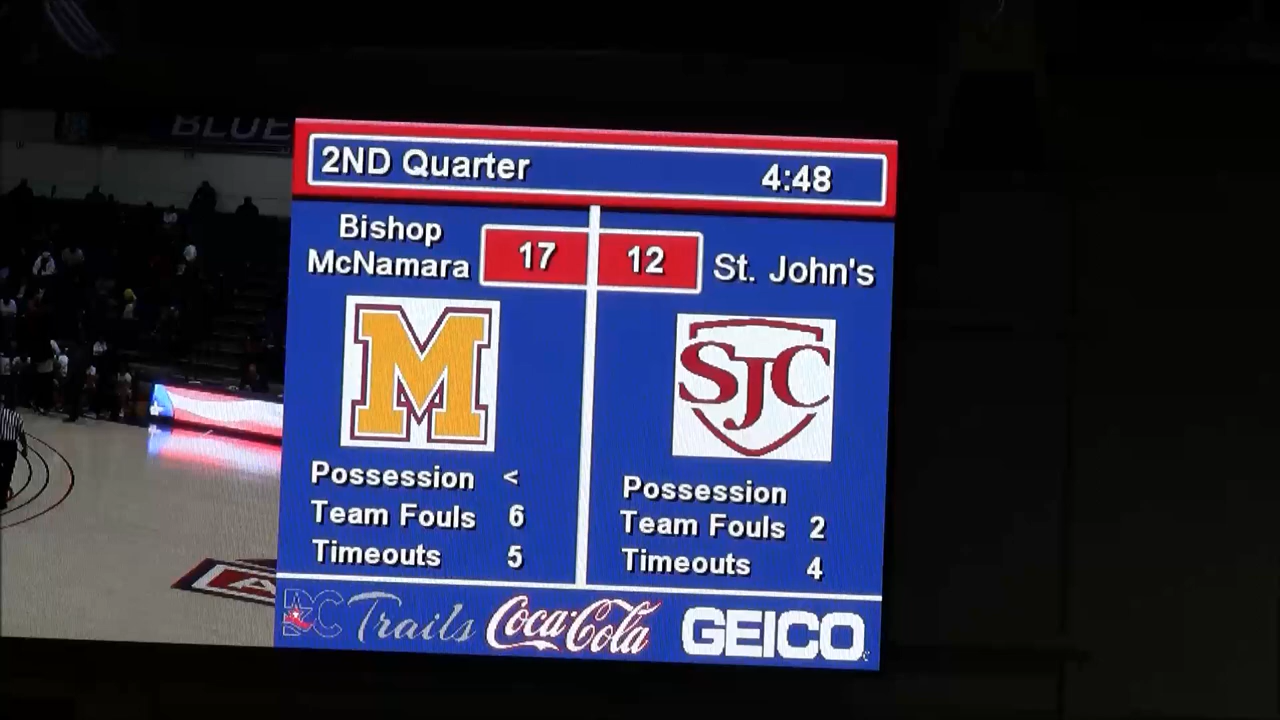 BLUE
2ND Quarter 4:48
Bishop McNamara 17 12 St. John's
M SJC
Possession < Possession
Team Fouls 6 Team Fouls 2
Timeouts 5 Timeouts 4
DC Trails Coca-Cola GEICO